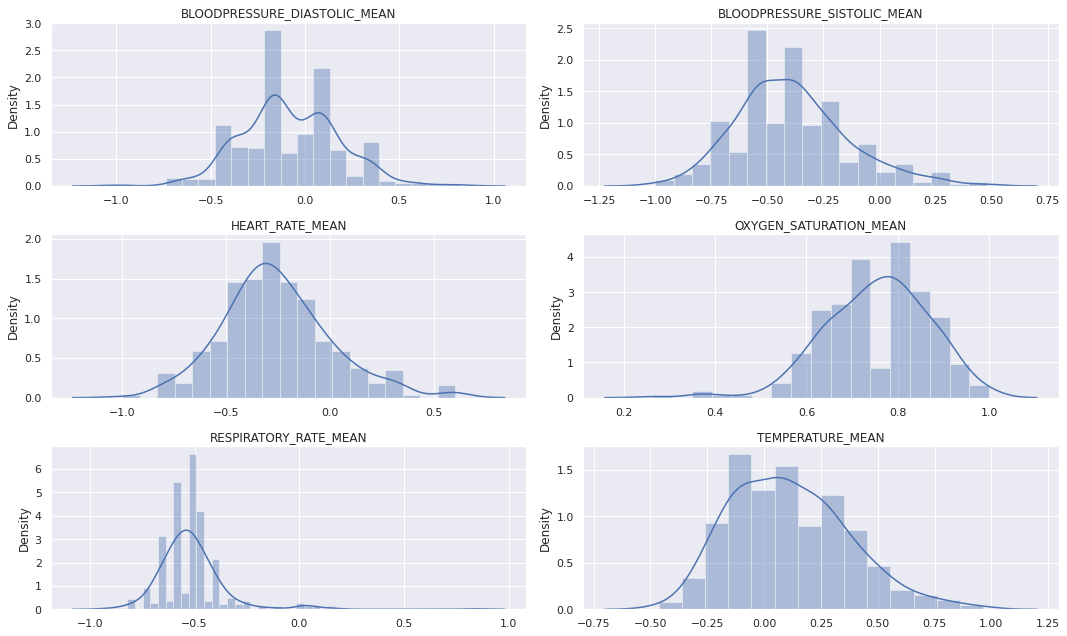 BLOODPRESSURE_DIASTOLIC_MEAN
Density
3.0
2.5
2.0
1.5
1.0
0.5
0.0
−1.0 −0.5 0.0 0.5 1.0
BLOODPRESSURE_SISTOLIC_MEAN
Density
2.5
2.0
1.5
1.0
0.5
0.0
−1.25 −1.00 −0.75 −0.50 −0.25 0.00 0.25 0.50 0.75
HEART_RATE_MEAN
Density
2.0
1.5
1.0
0.5
0.0
−1.0 −0.5 0.0 0.5
OXYGEN_SATURATION_MEAN
Density
4
3
2
1
0
0.2 0.4 0.6 0.8 1.0
RESPIRATORY_RATE_MEAN
Density
6
5
4
3
2
1
0
−1.0 −0.5 0.0 0.5 1.0
TEMPERATURE_MEAN
Density
1.5
1.0
0.5
0.0
−0.75 −0.50 −0.25 0.00 0.25 0.50 0.75 1.00 1.25